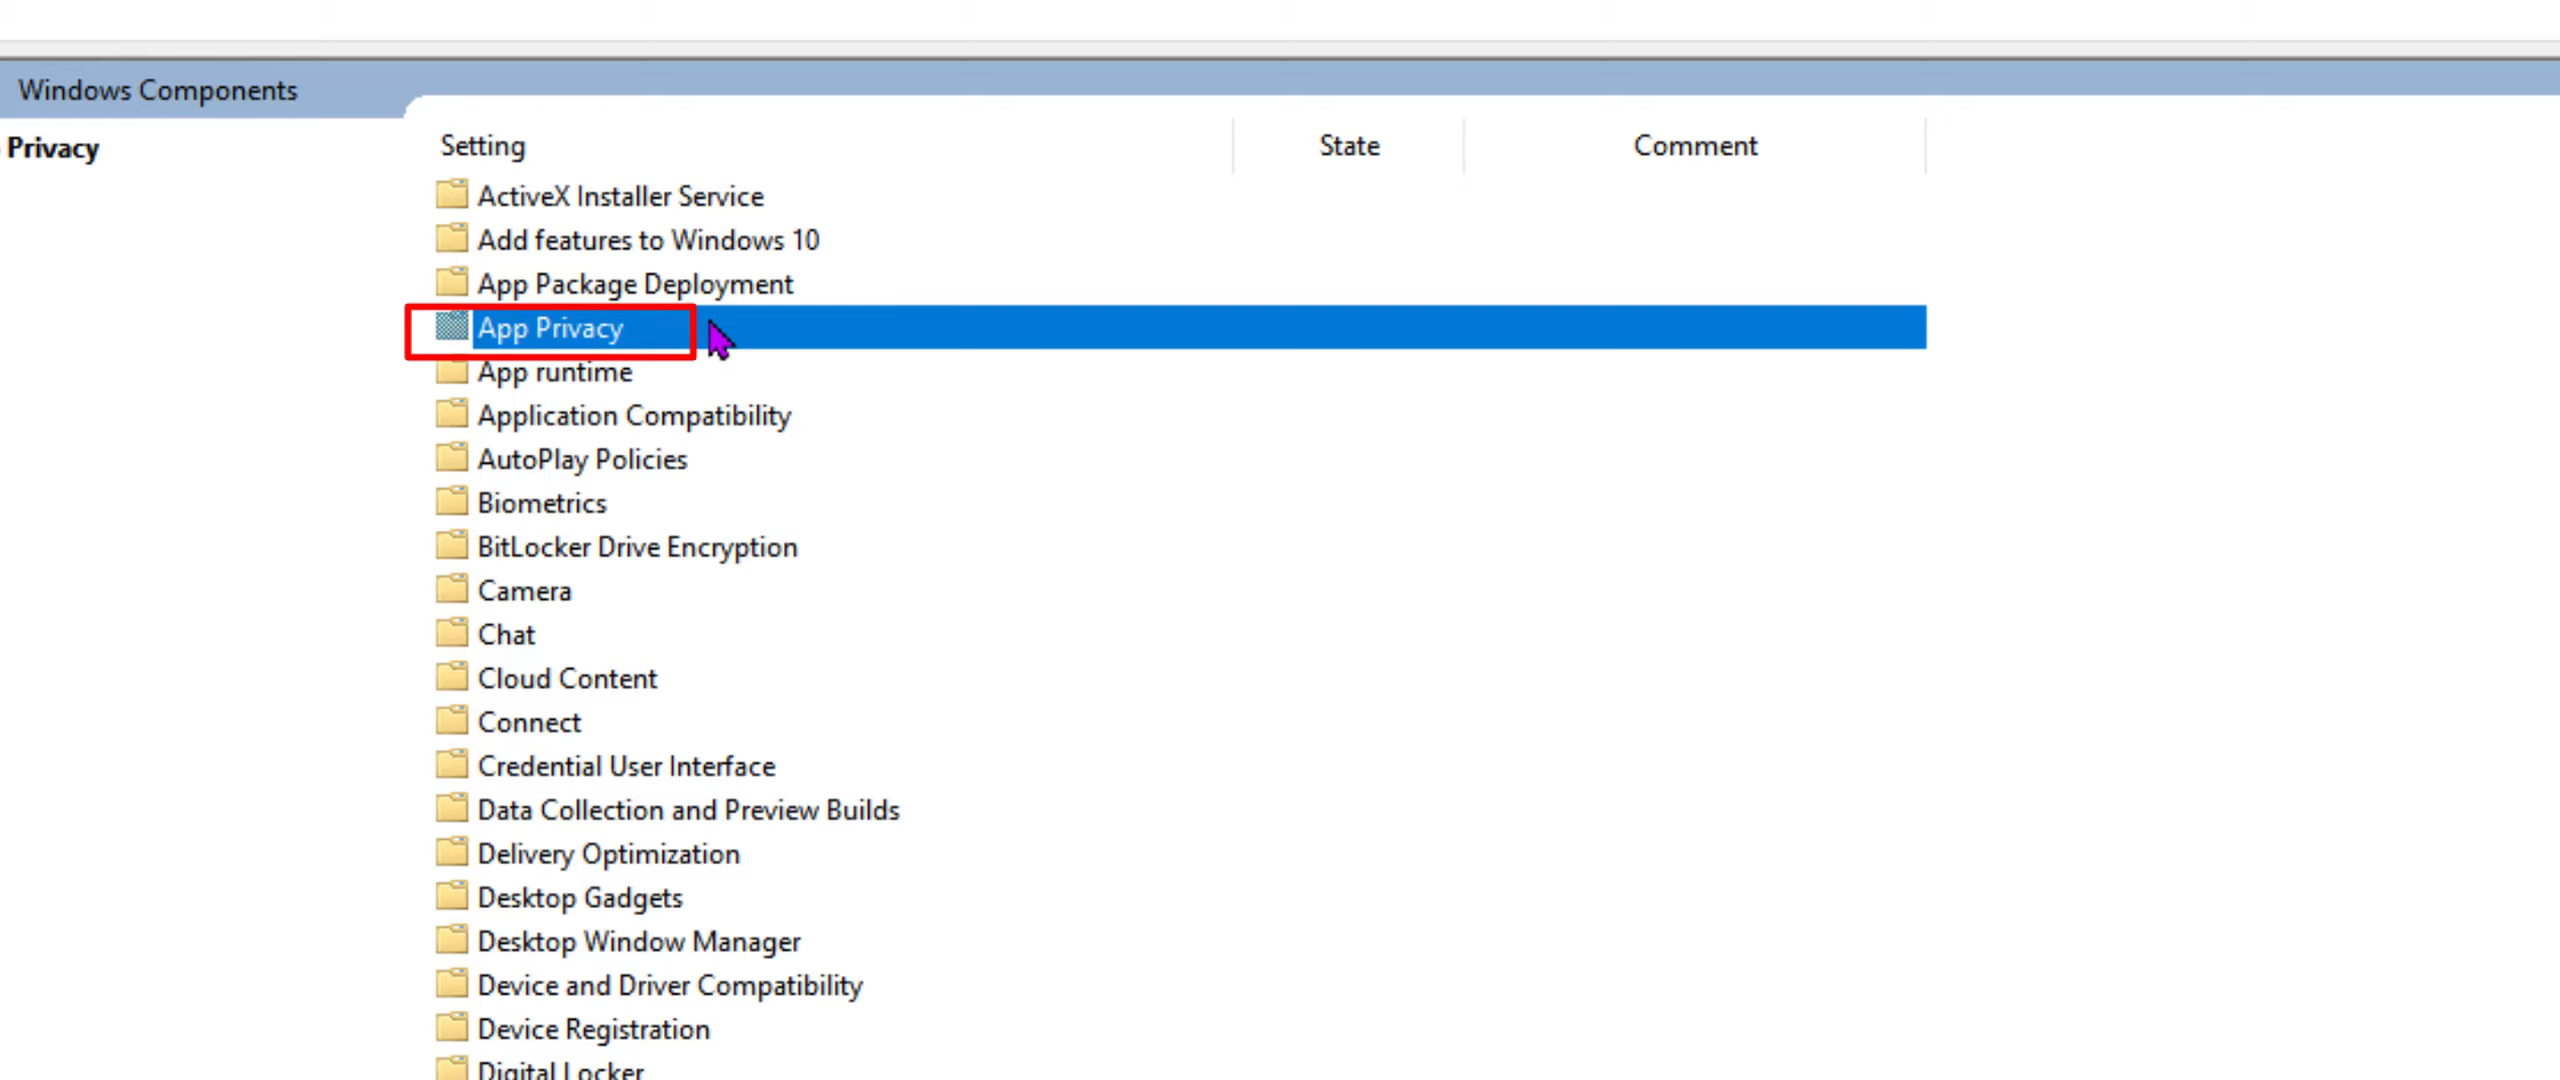 Windows Components
Privacy
Setting State Comment
ActiveX Installer Service
Add features to Windows 10
App Package Deployment
App Privacy
App runtime
Application Compatibility
AutoPlay Policies
Biometrics
BitLocker Drive Encryption
Camera
Chat
Cloud Content
Connect
Credential User Interface
Data Collection and Preview Builds
Delivery Optimization
Desktop Gadgets
Desktop Window Manager
Device and Driver Compatibility
Device Registration
Digital Locker